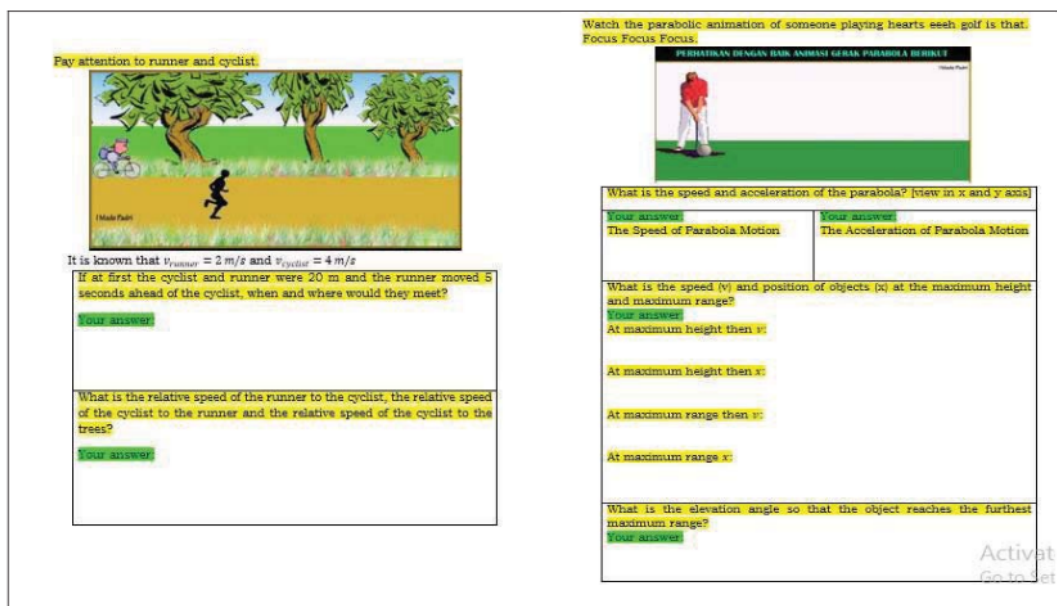 Pay attention to runner and cyclist.
I Made Padri
It is known that v_runner = 2 m/s and v_cyclist = 4 m/s
If at first the cyclist and runner were 20 m and the runner moved 5
seconds ahead of the cyclist, when and where would they meet?
Your answer:
What is the relative speed of the runner to the cyclist, the relative speed
of the cyclist to the runner and the relative speed of the cyclist to the
trees?
Your answer:
Watch the parabolic animation of someone playing hearts eeeh golf is that.
Focus Focus Focus.
PERHATIKAN DENGAN BAIK ANIMASI GERAK PARABOLA BERIKUT
I Made Padri
What is the speed and acceleration of the parabola? [view in x and y axis]
Your answer:
The Speed of Parabola Motion
Your answer:
The Acceleration of Parabola Motion
What is the speed (v) and position of objects (x) at the maximum height
and maximum range?
Your answer:
At maximum height then v:
At maximum height then x:
At maximum range then v:
At maximum range x:
What is the elevation angle so that the object reaches the furthest
maximum range?
Your answer:
Activat
Go to Set